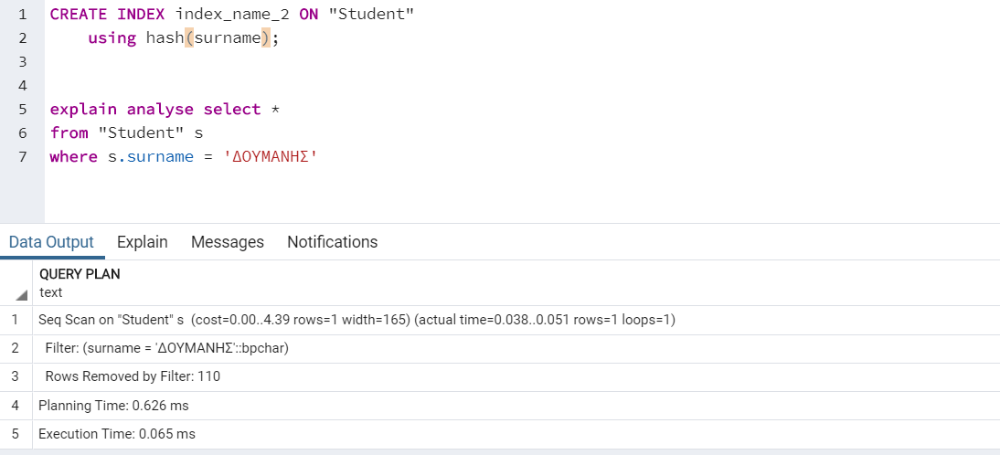 1 CREATE INDEX index_name_2 ON "Student"
2 using hash(surname);
3
4
5 explain analyse select *
6 from "Student" s
7 where s.surname = 'ΔΟΥΜΑΝΗΣ'
Data Output Explain Messages Notifications
QUERY PLAN
text
1 Seq Scan on "Student" s (cost=0.00..4.39 rows=1 width=165) (actual time=0.038..0.051 rows=1 loops=1)
2 Filter: (surname = 'ΔΟΥΜΑΝΗΣ'::bpchar)
3 Rows Removed by Filter: 110
4 Planning Time: 0.626 ms
5 Execution Time: 0.065 ms